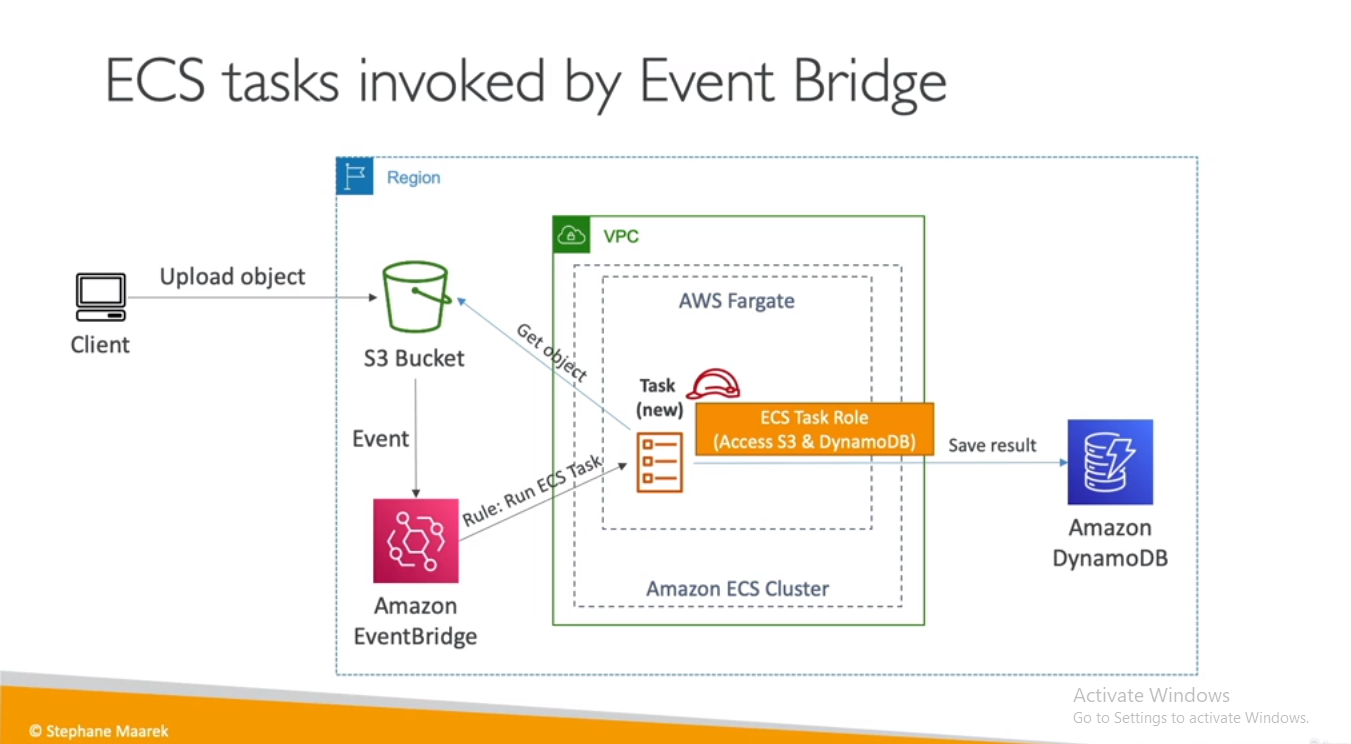 ECS tasks invoked by Event Bridge
Region
VPC
Upload object
AWS Fargate
Client
S3 Bucket
Get object
Task
(new)
ECS Task Role
(Access S3 & DynamoDB)
Event
Save result
Rule: Run ECS Task
Amazon
DynamoDB
Amazon ECS Cluster
Amazon
EventBridge
Activate Windows
Go to Settings to activate Windows.
© Stephane Maarek